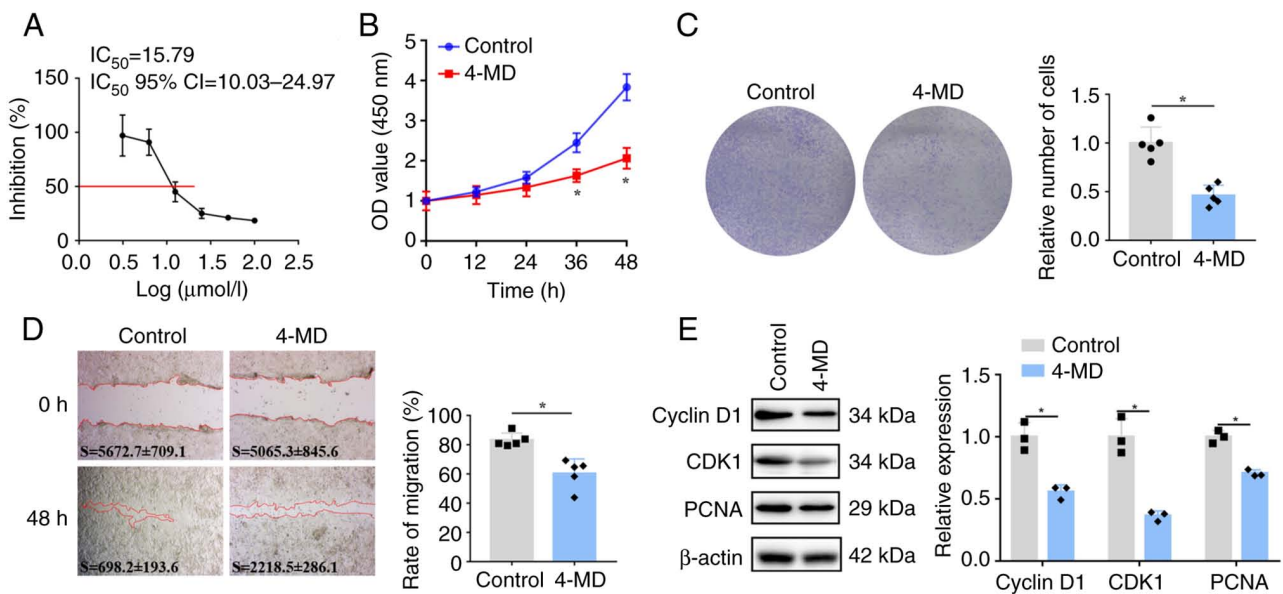 A
IC50=15.79
IC50 95% CI=10.03–24.97
Inhibition (%)
150
100
50
0
0.0 0.5 1.0 1.5 2.0 2.5
Log (μmol/l)
B
Control
4-MD
OD value (450 nm)
5
4
3
2
1
0
* *
0 12 24 36 48
Time (h)
C
Control 4-MD
Relative number of cells
1.5
1.0
0.5
0.0
*
Control 4-MD
D
Control 4-MD
0 h
S=5672.7±709.1 S=5065.3±845.6
48 h
S=698.2±193.6 S=2218.5±286.1
Rate of migration (%)
100
80
60
40
20
0
*
Control 4-MD
E
Control 4-MD
Cyclin D1 34 kDa
CDK1 34 kDa
PCNA 29 kDa
β-actin 42 kDa
Control
4-MD
Relative expression
1.5
1.0
0.5
0.0
* * *
Cyclin D1 CDK1 PCNA